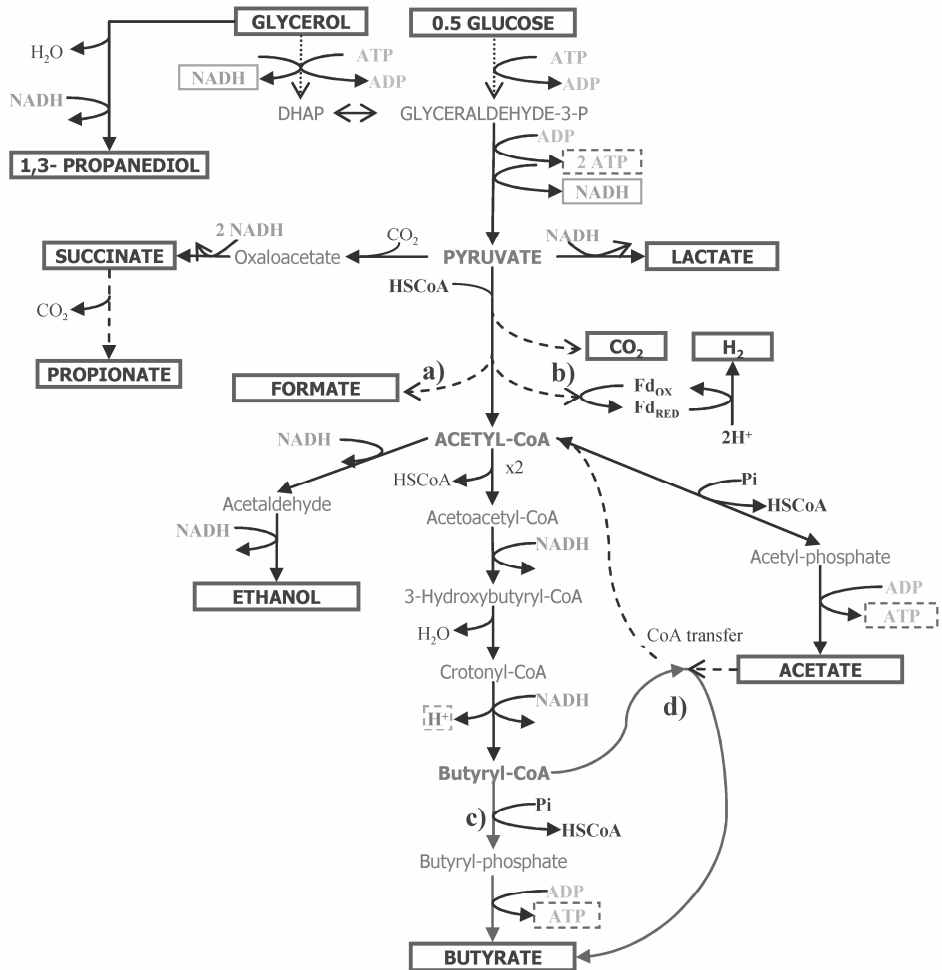 GLYCEROL
0.5 GLUCOSE
H2O
ATP
ATP
NADH
ADP
ADP
NADH
DHAP
GLYCERALDEHYDE-3-P
ADP
1,3- PROPANEDIOL
2 ATP
NADH
2 NADH
CO2
NADH
SUCCINATE
Oxaloacetate
PYRUVATE
LACTATE
HSCoA
CO2
CO2
H2
PROPIONATE
FORMATE
a)
b)
FdOX
FdRED
2H+
NADH
ACETYL-CoA
HSCoA
x2
Pi
HSCoA
Acetaldehyde
Acetoacetyl-CoA
NADH
NADH
Acetyl-phosphate
ETHANOL
3-Hydroxybutyryl-CoA
ADP
ATP
H2O
CoA transfer
Crotonyl-CoA
ACETATE
H+
NADH
d)
Butyryl-CoA
c)
Pi
HSCoA
Butyryl-phosphate
ADP
ATP
BUTYRATE